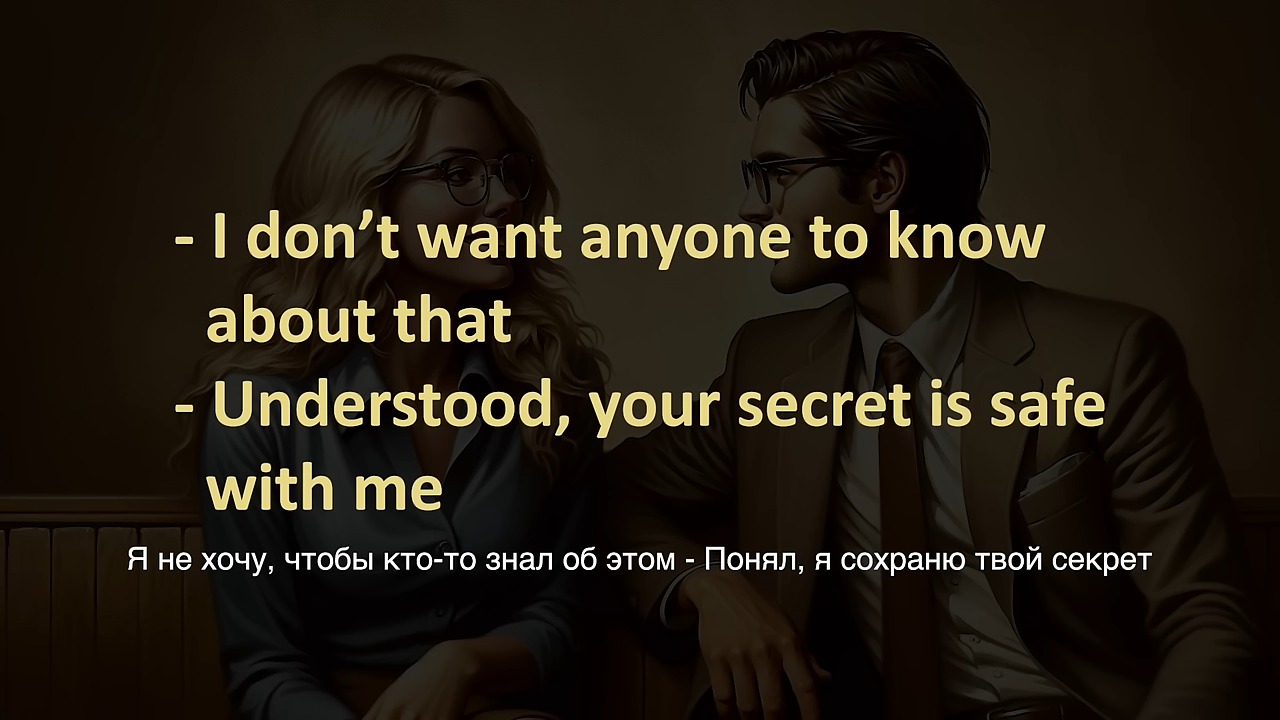 - I don’t want anyone to know
about that
- Understood, your secret is safe
with me
Я не хочу, чтобы кто-то знал об этом - Понял, я сохраню твой секрет